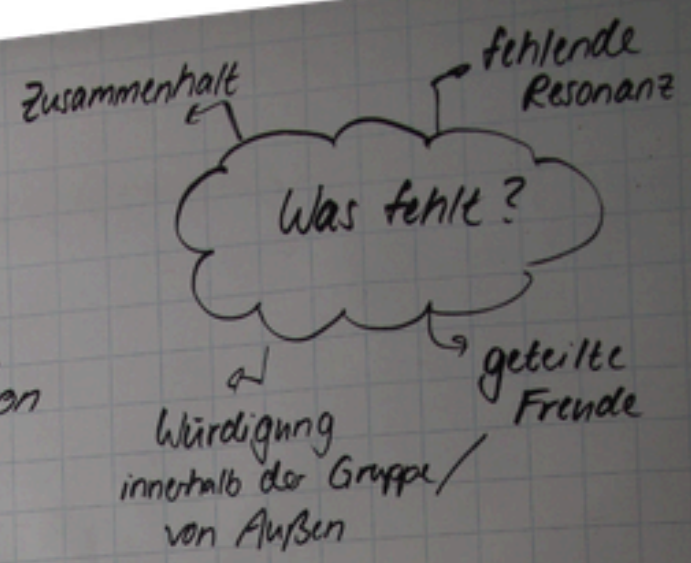 Zusammenhalt
fehlende
Resonanz
Was fehlt?
geteilte
Freude
Würdigung
innerhalb der Gruppe/
von Außen